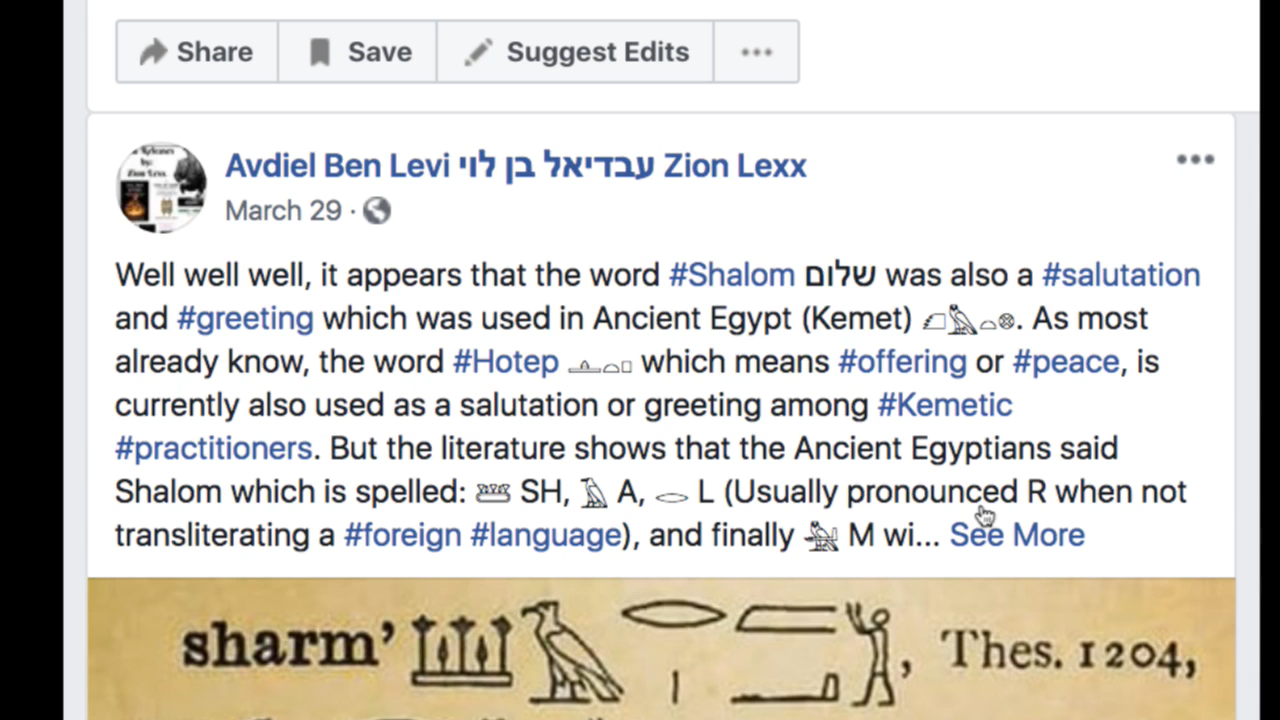 Share
Save
Suggest Edits
Avdiel Ben Levi עבדיאל בן לוי Zion Lexx
March 29 ·
Well well well, it appears that the word #Shalom שלום was also a #salutation
and #greeting which was used in Ancient Egypt (Kemet) 𓆎𓅓𓏏𓊖. As most
already know, the word #Hotep 𓊵𓏏𓊪 which means #offering or #peace, is
currently also used as a salutation or greeting among #Kemetic
#practitioners. But the literature shows that the Ancient Egyptians said
Shalom which is spelled: 𓆷 SH, 𓄿 A, 𓂋 L (Usually pronounced R when not
transliterating a #foreign #language), and finally M wi... See More
sharm’ 𓆷𓄿𓂋, Thes. 1204,